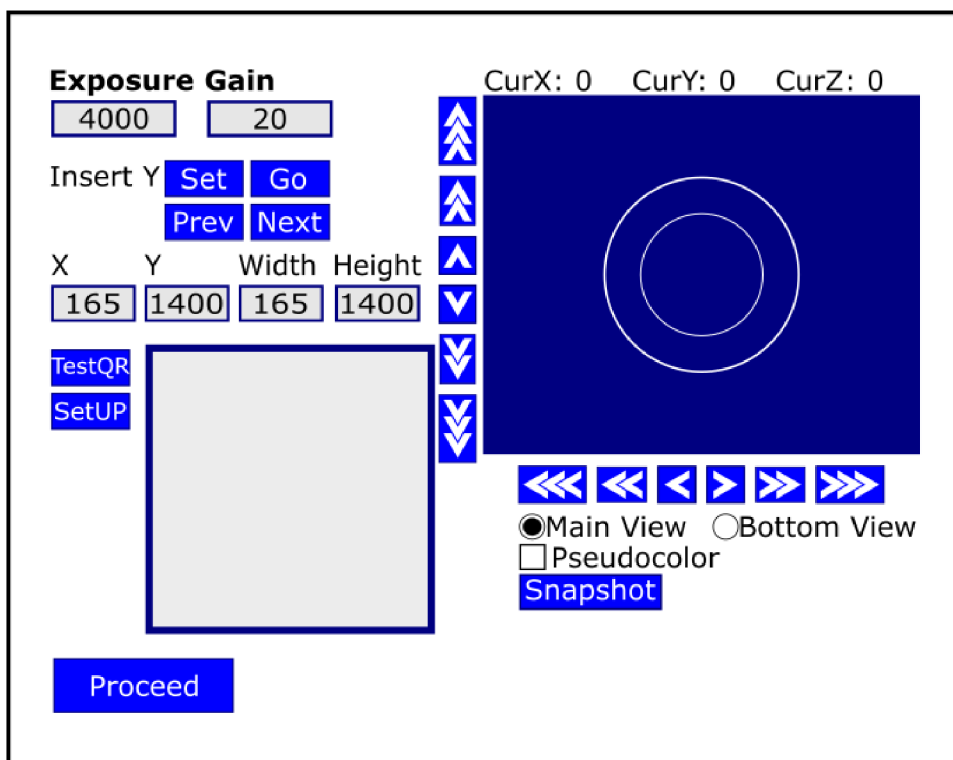 Exposure Gain
4000 20
Insert Y Set Go
Prev Next
X Y Width Height
165 1400 165 1400
TestQR
SetUP
Proceed
CurX: 0 CurY: 0 CurZ: 0
Main View Bottom View
Pseudocolor
Snapshot